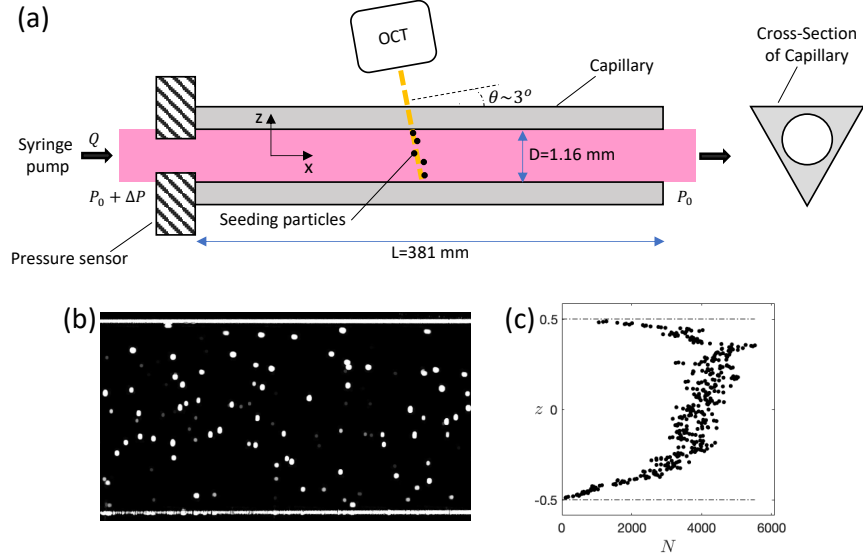 (a)
OCT
Cross-Section
of Capillary
θ~3°
Capillary
Syringe
pump
Q
z
x
D=1.16 mm
P₀ + ΔP
Seeding particles
P₀
Pressure sensor
L=381 mm
(b)
(c)
0.5
z
0
-0.5
0
2000
4000
6000
N